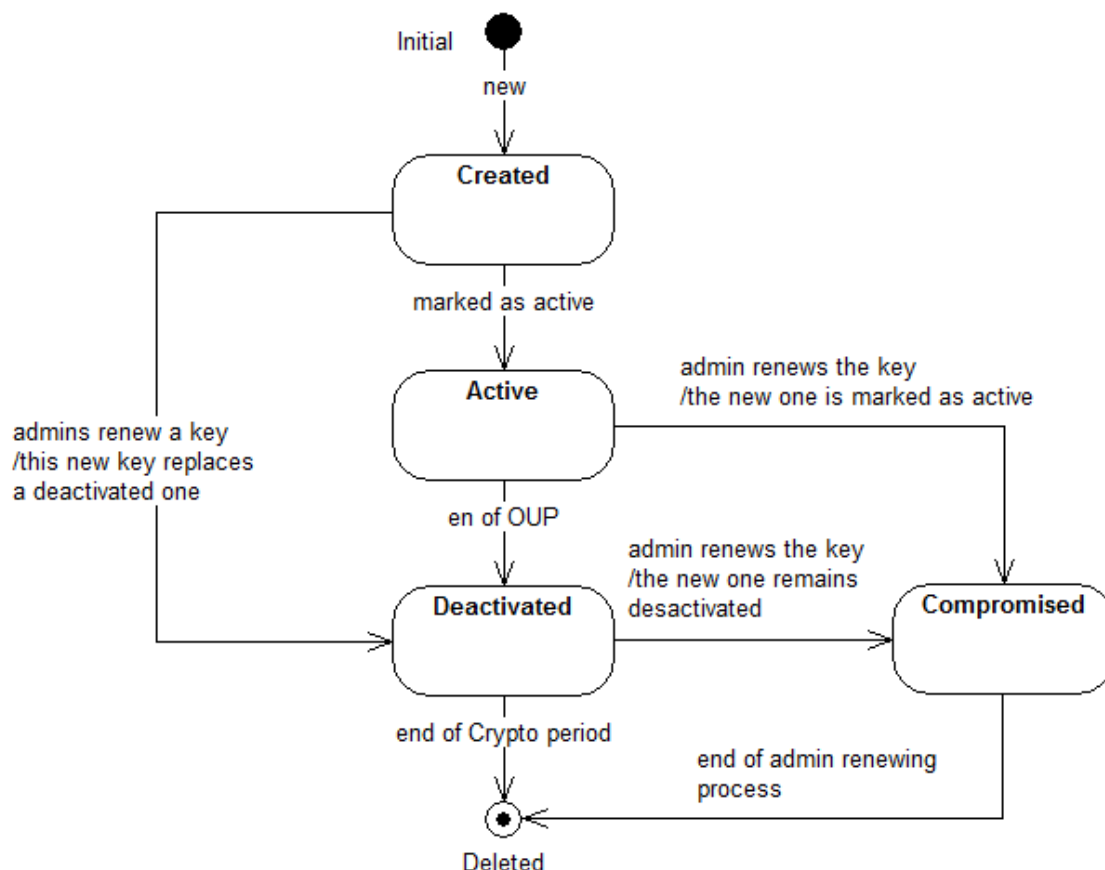 Initial
new
Created
marked as active
Active
admin renews the key
/the new one is marked as active
admins renew a key
/this new key replaces
a deactivated one
en of OUP
admin renews the key
/the new one remains
desactivated
Deactivated
Compromised
end of Crypto period
end of admin renewing
process
Deleted